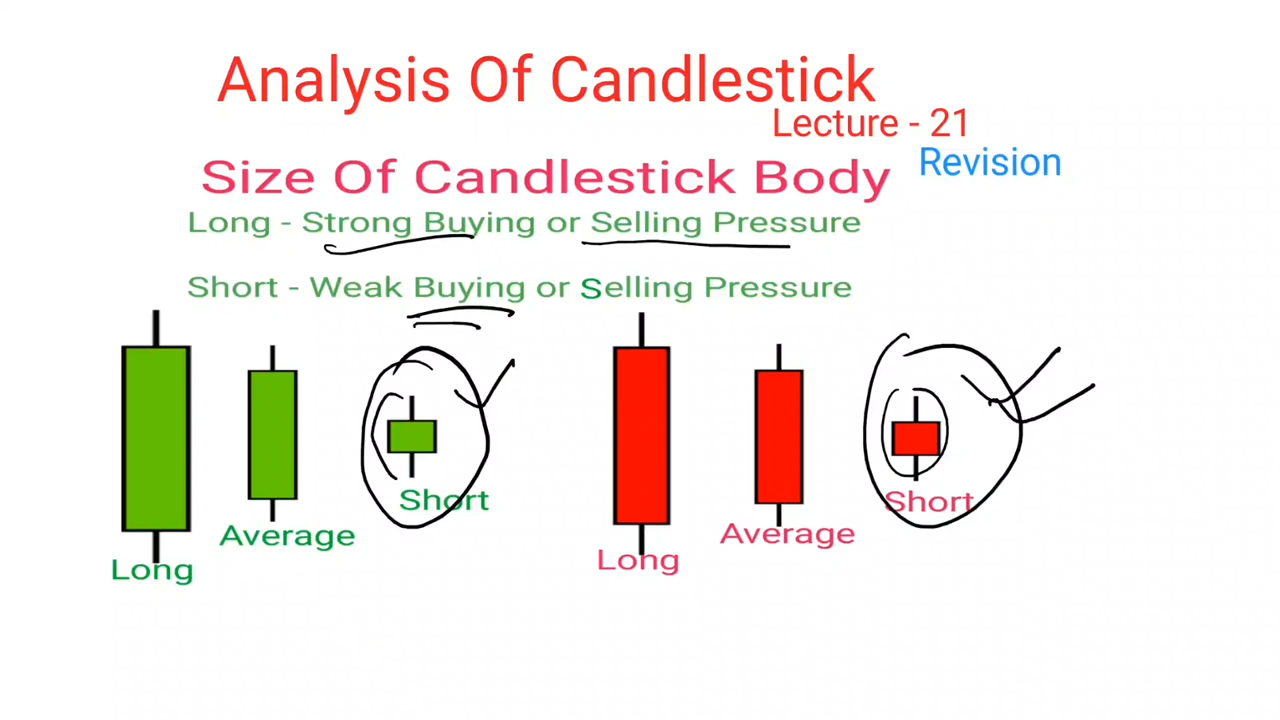 Analysis Of Candlestick
Lecture - 21
Size Of Candlestick Body
Revision
Long - Strong Buying or Selling Pressure
Short - Weak Buying or Selling Pressure
Long
Average
Short
Long
Average
Short